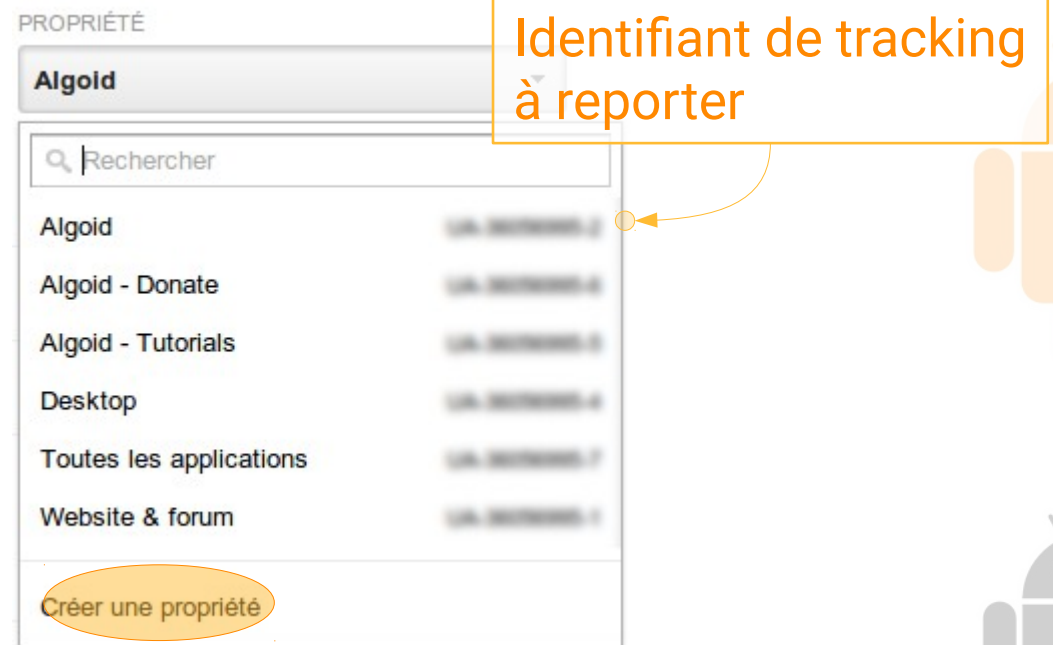 PROPRIÉTÉ
Identifiant de tracking
à reporter
Algoid
Rechercher
Algoid
Algoid - Donate
Algoid - Tutorials
Desktop
Toutes les applications
Website & forum
Créer une propriété